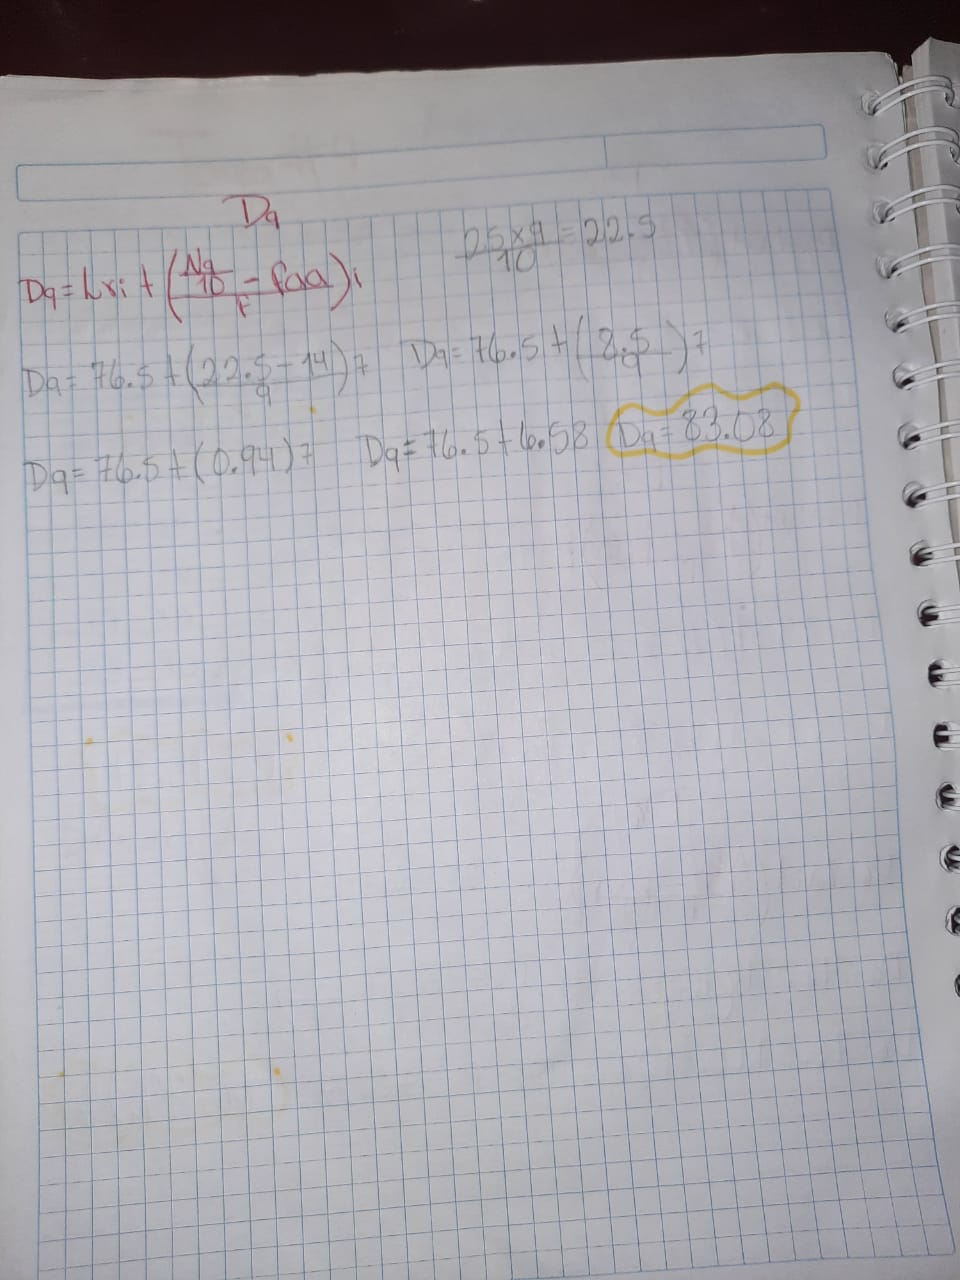 D9
D9 = Lri + (N9/10 - faa / F) i
25x9/10 = 22.5
D9 = 76.5 + (22.5 - 14 / 9) 7
D9 = 76.5 + (8.5 / 9) 7
D9 = 76.5 + (0.94) 7
D9 = 76.5 + 6.58
D9 = 83.08